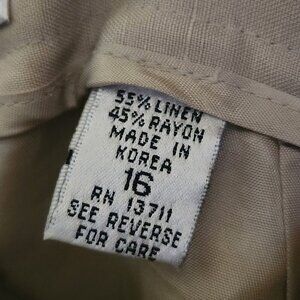 55% LINEN
45% RAYON
MADE IN
KOREA
16
RN 13711
SEE REVERSE
FOR CARE